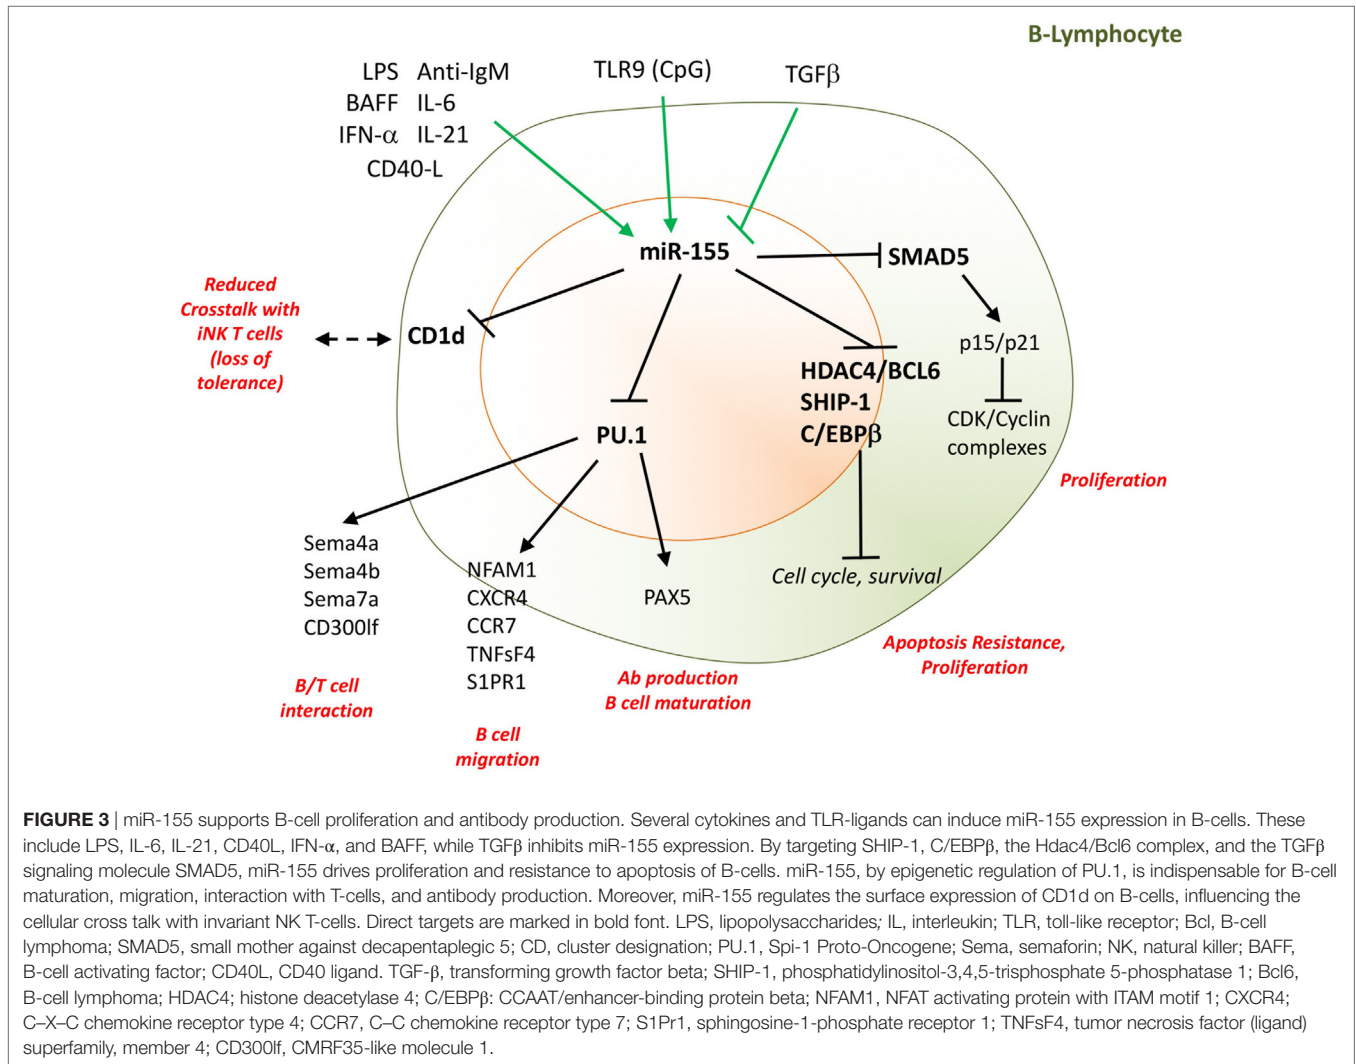 B-Lymphocyte
LPS Anti-IgM
BAFF IL-6
IFN-α IL-21
CD40-L
TLR9 (CpG)
TGFβ
miR-155
SMAD5
Reduced
Crosstalk with
iNK T cells
(loss of
tolerance)
CD1d
p15/p21
HDAC4/BCL6
SHIP-1
C/EBPβ
CDK/Cyclin
complexes
PU.1
Proliferation
Sema4a
Sema4b
Sema7a
CD300lf
NFAM1
CXCR4
CCR7
TNFsF4
S1PR1
PAX5
Cell cycle, survival
Apoptosis Resistance,
Proliferation
B/T cell
interaction
Ab production
B cell maturation
B cell
migration
FIGURE 3 | miR-155 supports B-cell proliferation and antibody production. Several cytokines and TLR-ligands can induce miR-155 expression in B-cells. These
include LPS, IL-6, IL-21, CD40L, IFN-α, and BAFF, while TGFβ inhibits miR-155 expression. By targeting SHIP-1, C/EBPβ, the Hdac4/Bcl6 complex, and the TGFβ
signaling molecule SMAD5, miR-155 drives proliferation and resistance to apoptosis of B-cells. miR-155, by epigenetic regulation of PU.1, is indispensable for B-cell
maturation, migration, interaction with T-cells, and antibody production. Moreover, miR-155 regulates the surface expression of CD1d on B-cells, influencing the
cellular cross talk with invariant NK T-cells. Direct targets are marked in bold font. LPS, lipopolysaccharides; IL, interleukin; TLR, toll-like receptor; Bcl, B-cell
lymphoma; SMAD5, small mother against decapentaplegic 5; CD, cluster designation; PU.1, Spi-1 Proto-Oncogene; Sema, semaforin; NK, natural killer; BAFF,
B-cell activating factor; CD40L, CD40 ligand. TGF-β, transforming growth factor beta; SHIP-1, phosphatidylinositol-3,4,5-trisphosphate 5-phosphatase 1; Bcl6,
B-cell lymphoma; HDAC4; histone deacetylase 4; C/EBPβ: CCAAT/enhancer-binding protein beta; NFAM1, NFAT activating protein with ITAM motif 1; CXCR4;
C–X–C chemokine receptor type 4; CCR7, C–C chemokine receptor type 7; S1Pr1, sphingosine-1-phosphate receptor 1; TNFsF4, tumor necrosis factor (ligand)
superfamily, member 4; CD300lf, CMRF35-like molecule 1.